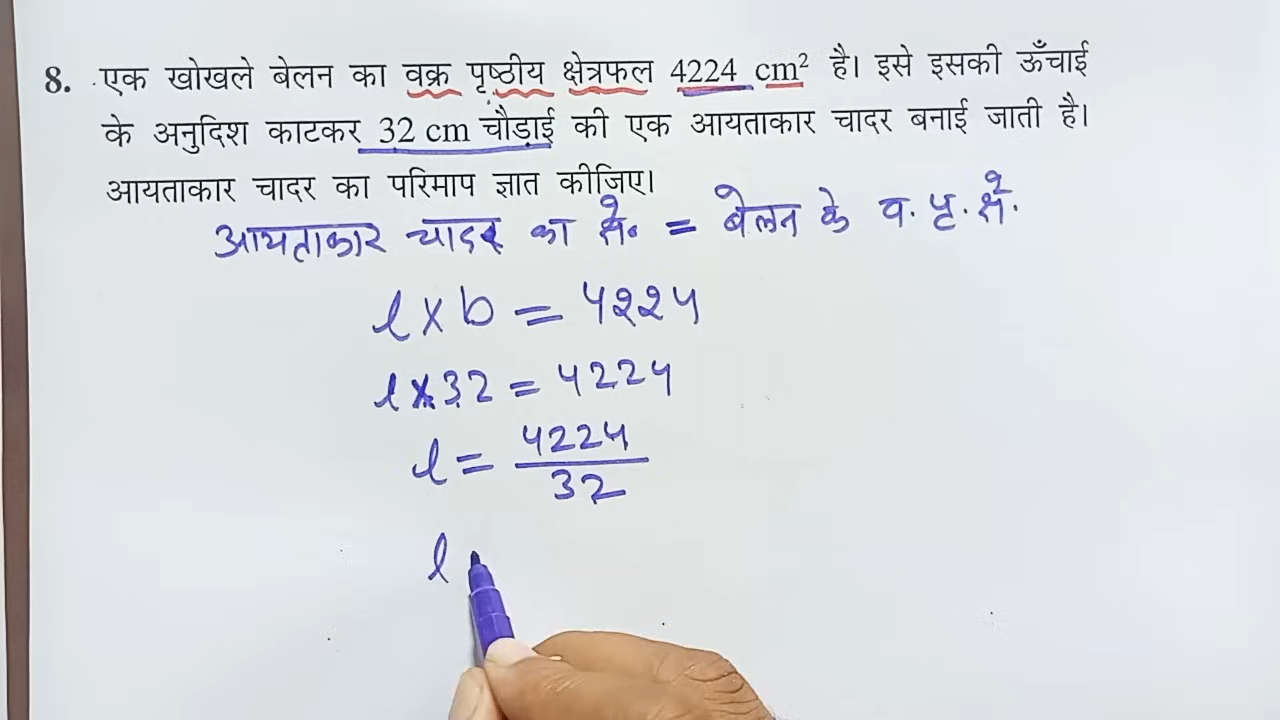 8. एक खोखले बेलन का वक्र पृष्ठीय क्षेत्रफल 4224 cm² है। इसे इसकी ऊँचाई
के अनुदिश काटकर 32 cm चौड़ाई की एक आयताकार चादर बनाई जाती है।
आयताकार चादर का परिमाप ज्ञात कीजिए।
आयताकार चादर का क्षे. = बेलन के व. पृ. क्षे.
l × b = 4224
l × 32 = 4224
l = 4224/32
l